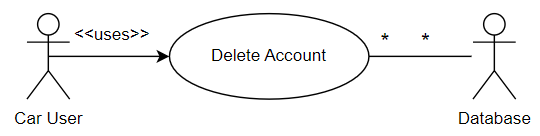 <<uses>>
Delete Account
* *
Car User
Database